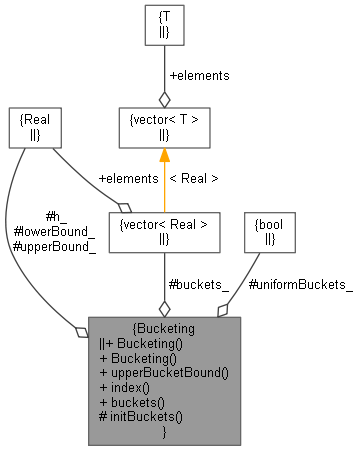 {T
||}
+elements
{Real
||}
{vector< T >
||}
+elements
< Real >
#h_
#lowerBound_
#upperBound_
{vector< Real >
||}
{bool
||}
#buckets_
#uniformBuckets_
{Bucketing
||+ Bucketing()
+ Bucketing()
+ upperBucketBound()
+ index()
+ buckets()
# initBuckets()
}